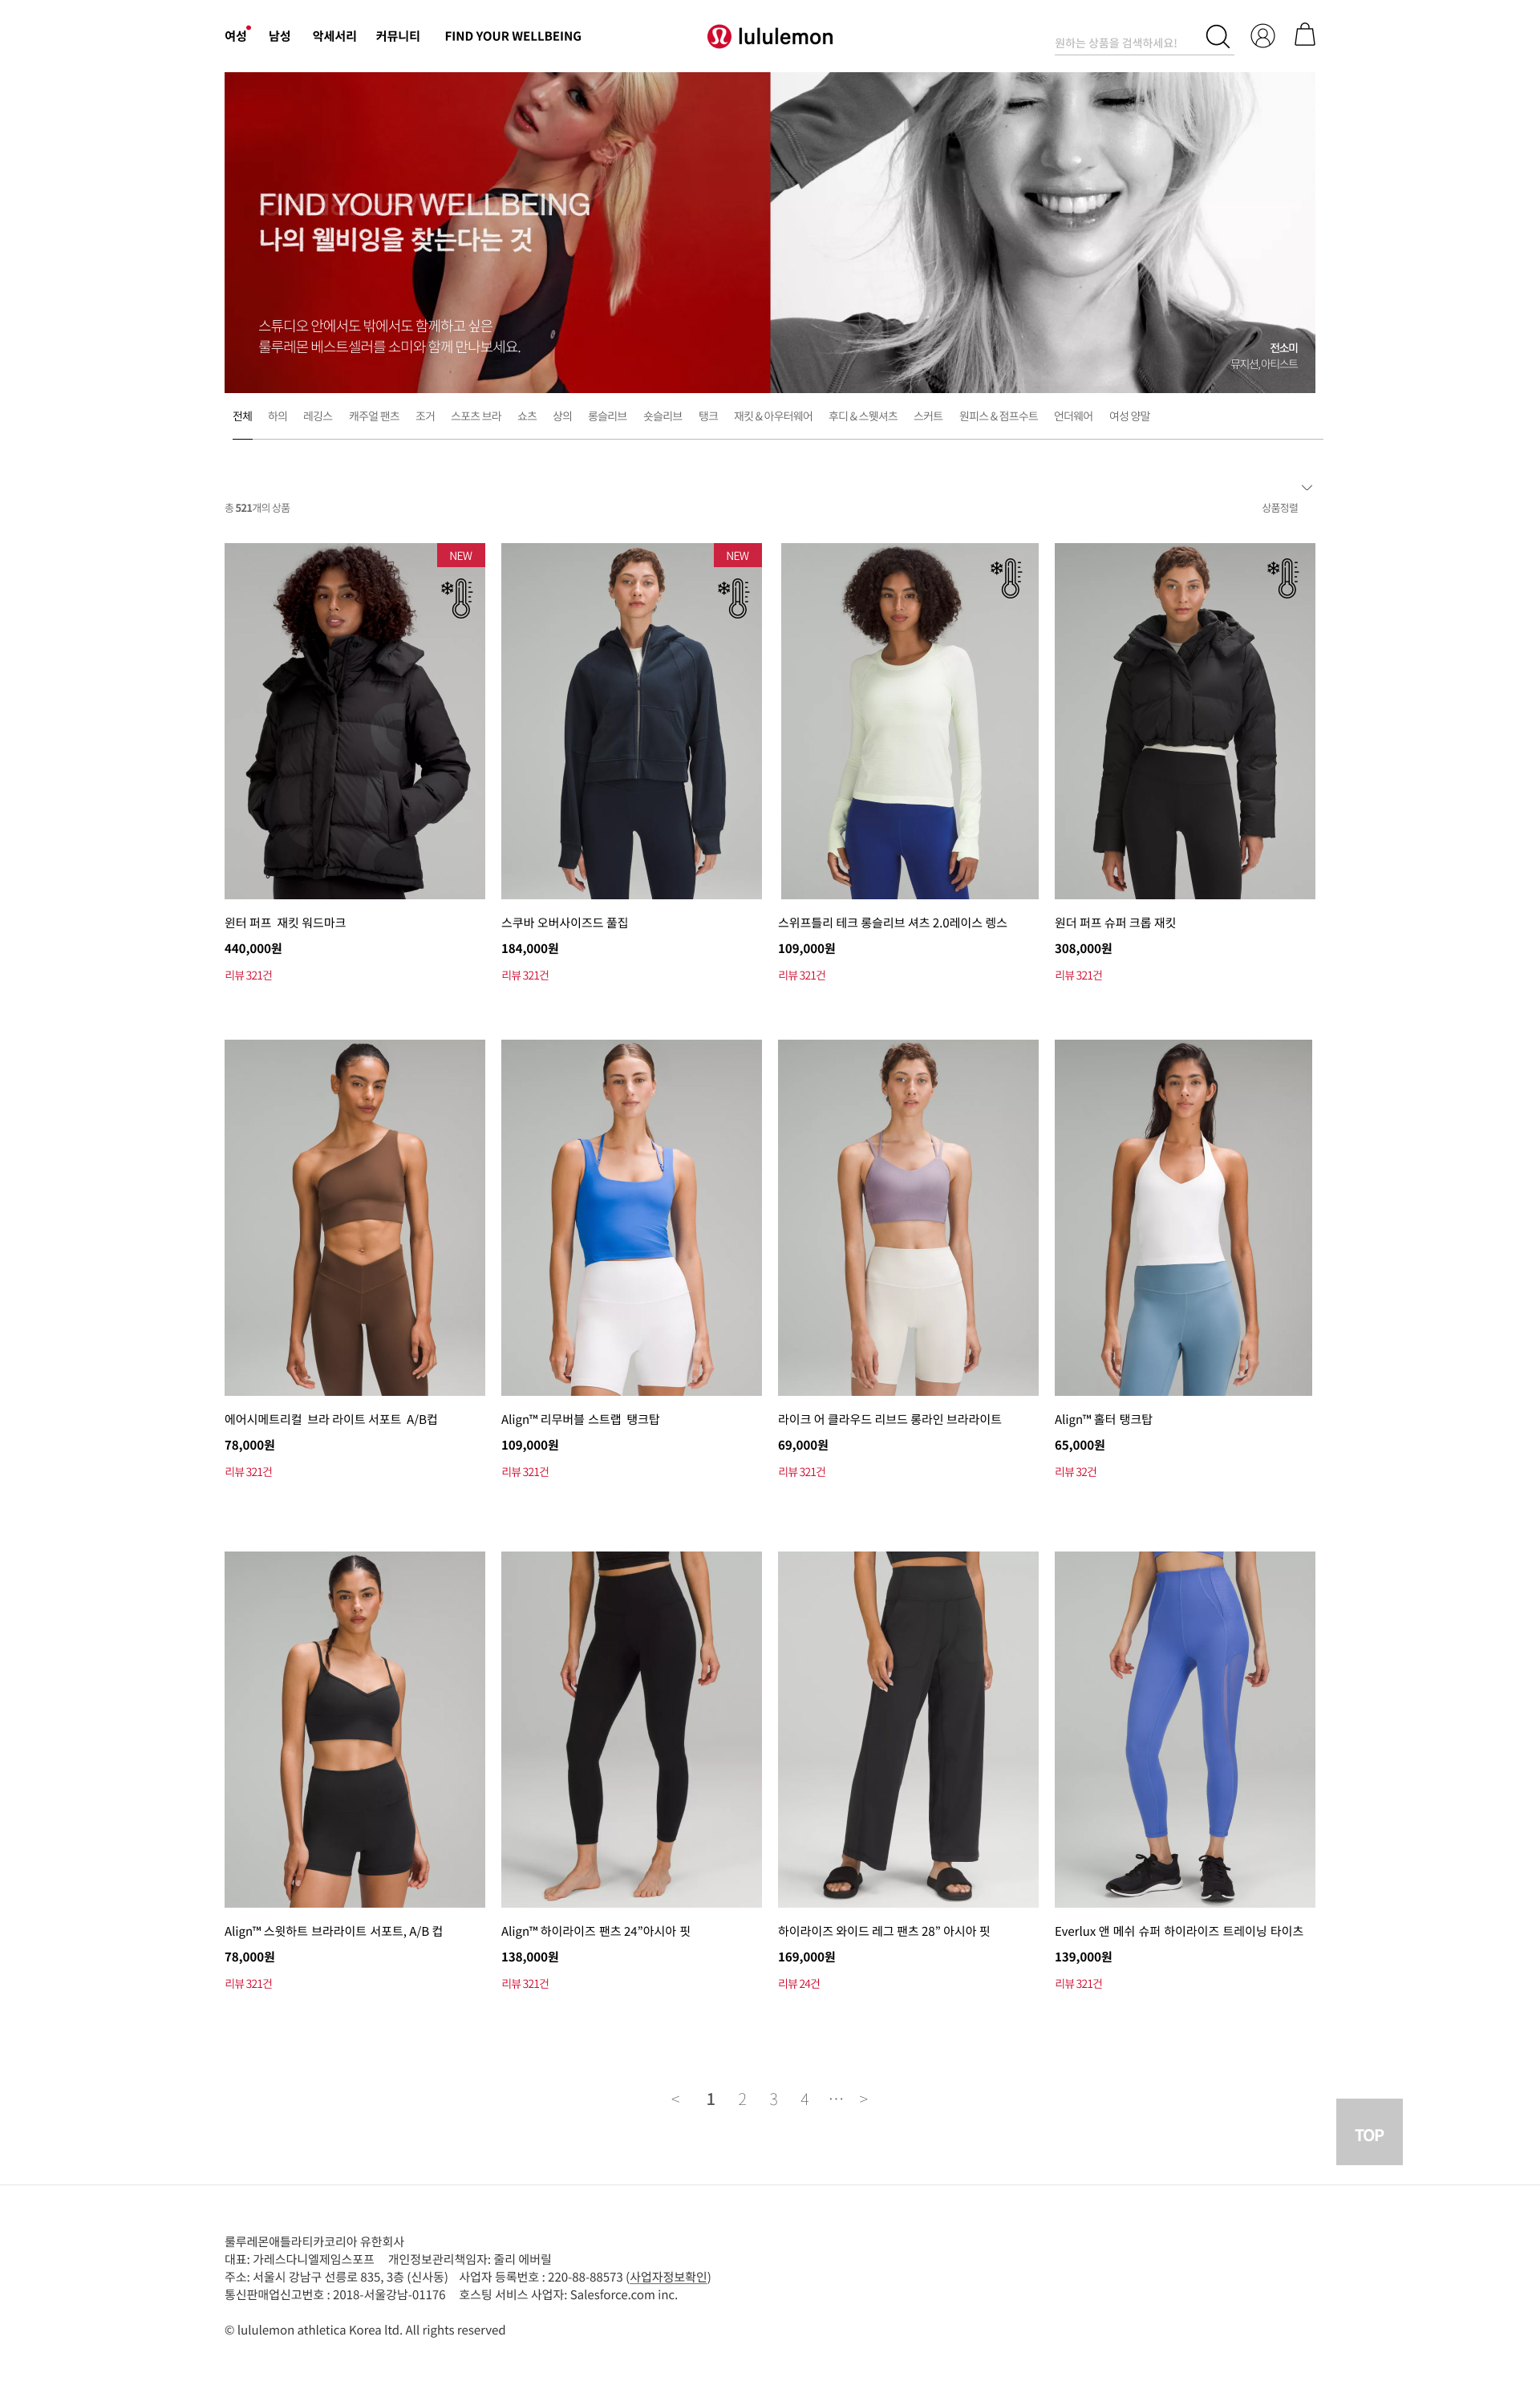 여성 남성 악세서리 커뮤니티 FIND YOUR WELLBEING lululemon 원하는 상품을 검색하세요!
FIND YOUR WELLBEING
나의 웰비잉을 찾는다는 것
스튜디오 안에서도 밖에서도 함께하고 싶은
룰루레몬 베스트셀러를 소미와 함께 만나보세요.
전소미
뮤지션, 아티스트
전체 하의 레깅스 캐주얼 팬츠 조거 스포츠 브라 쇼츠 상의 롱슬리브 숏슬리브 탱크 재킷 & 아우터웨어 후디 & 스웻셔츠 스커트 원피스 & 점프수트 언더웨어 여성 양말
총 521개의 상품 상품정렬
NEW NEW
윈터 퍼프 재킷 워드마크 스쿠바 오버사이즈드 풀집 스위프틀리 테크 롱슬리브 셔츠 2.0레이스 렝스 원더 퍼프 슈퍼 크롭 재킷
440,000원 184,000원 109,000원 308,000원
리뷰 321건 리뷰 321건 리뷰 321건 리뷰 321건
에어시메트리컬 브라 라이트 서포트 A/B컵 Align™ 리무버블 스트랩 탱크탑 라이크 어 클라우드 리브드 롱라인 브라라이트 Align™ 홀터 탱크탑
78,000원 109,000원 69,000원 65,000원
리뷰 321건 리뷰 321건 리뷰 321건 리뷰 32건
Align™ 스윗하트 브라라이트 서포트, A/B 컵 Align™ 하이라이즈 팬츠 24”아시아 핏 하이라이즈 와이드 레그 팬츠 28” 아시아 핏 Everlux 앤 메쉬 슈퍼 하이라이즈 트레이닝 타이츠
78,000원 138,000원 169,000원 139,000원
리뷰 321건 리뷰 321건 리뷰 24건 리뷰 321건
< 1 2 3 4 ··· >
TOP
룰루레몬애틀라티카코리아 유한회사
대표: 가레스다니엘제임스포프 개인정보관리책임자: 줄리 에버릴
주소: 서울시 강남구 선릉로 835, 3층 (신사동) 사업자 등록번호 : 220-88-88573 (사업자정보확인)
통신판매업신고번호 : 2018-서울강남-01176 호스팅 서비스 사업자: Salesforce.com inc.
© lululemon athletica Korea ltd. All rights reserved